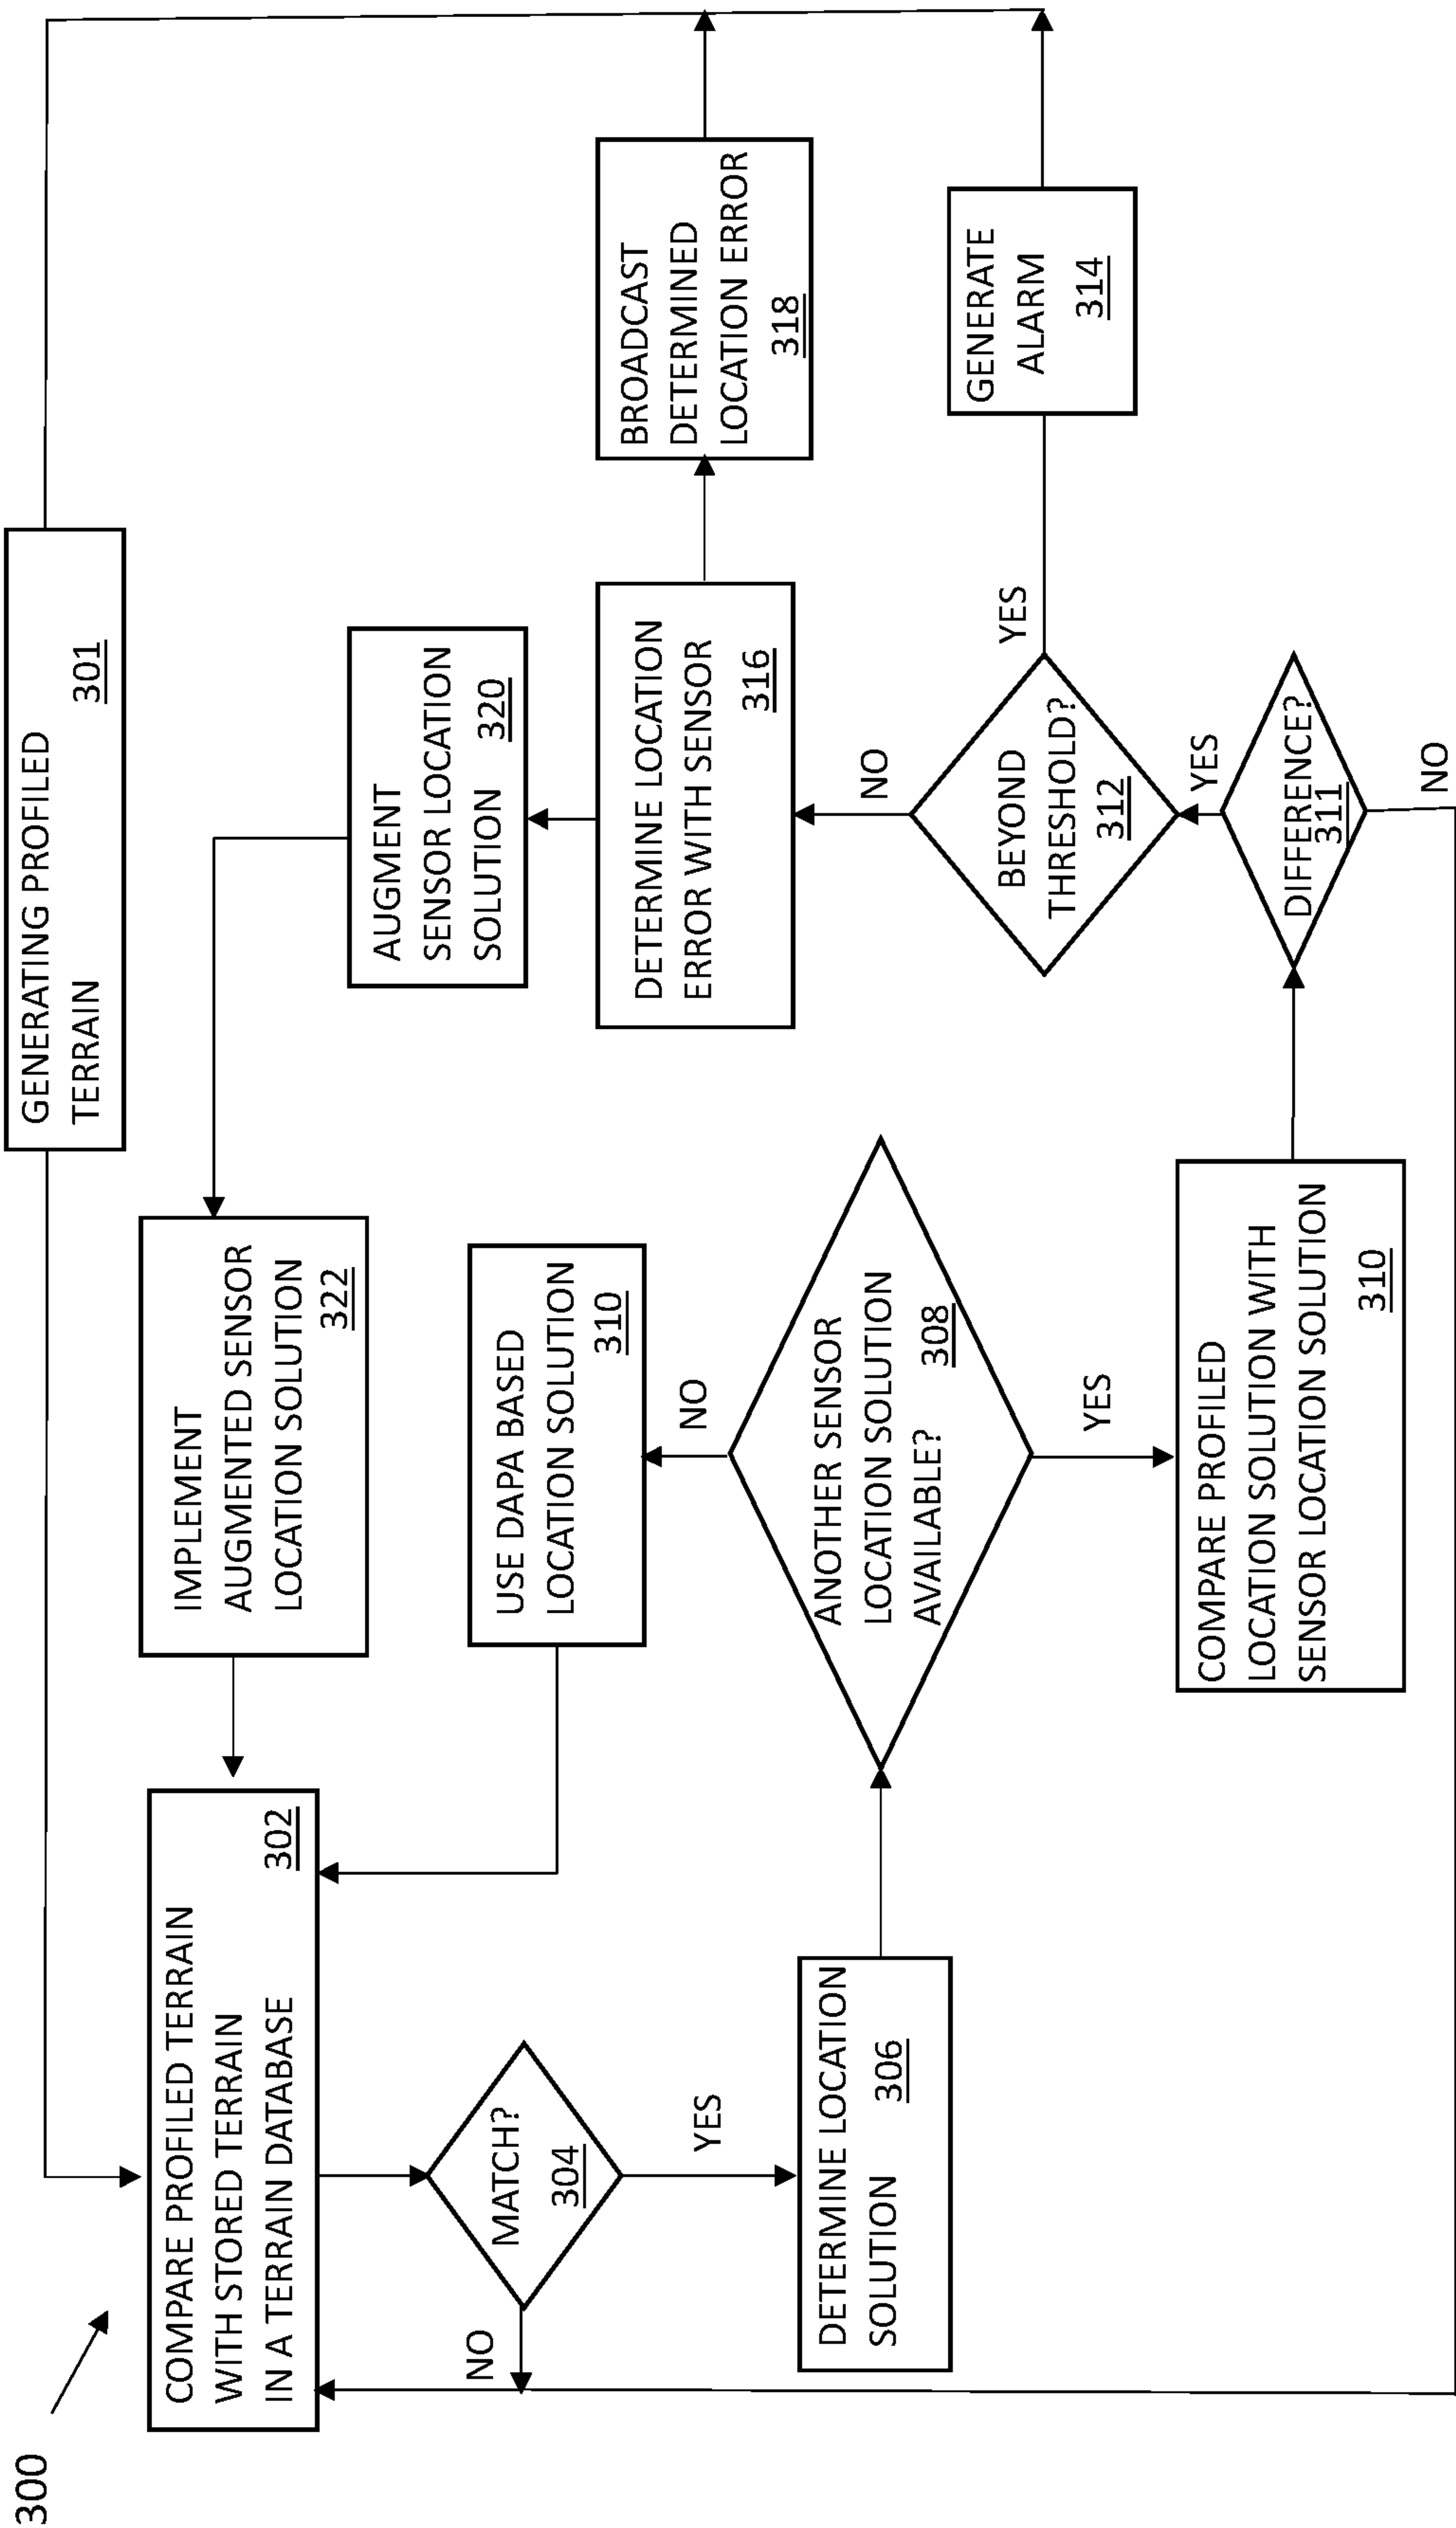 300
GENERATING PROFILED
TERRAIN 301
COMPARE PROFILED TERRAIN
WITH STORED TERRAIN
IN A TERRAIN DATABASE 302
MATCH?
304
NO
YES
DETERMINE LOCATION
SOLUTION 306
ANOTHER SENSOR
LOCATION SOLUTION
AVAILABLE? 308
NO
USE DAPA BASED
LOCATION SOLUTION
310
YES
COMPARE PROFILED
LOCATION SOLUTION WITH
SENSOR LOCATION SOLUTION
310
DIFFERENCE?
311
NO
YES
BEYOND
THRESHOLD?
312
YES
GENERATE
ALARM
314
NO
DETERMINE LOCATION
ERROR WITH SENSOR
316
BROADCAST
DETERMINED
LOCATION ERROR
318
AUGMENT
SENSOR LOCATION
SOLUTION 320
IMPLEMENT
AUGMENTED SENSOR
LOCATION SOLUTION
322